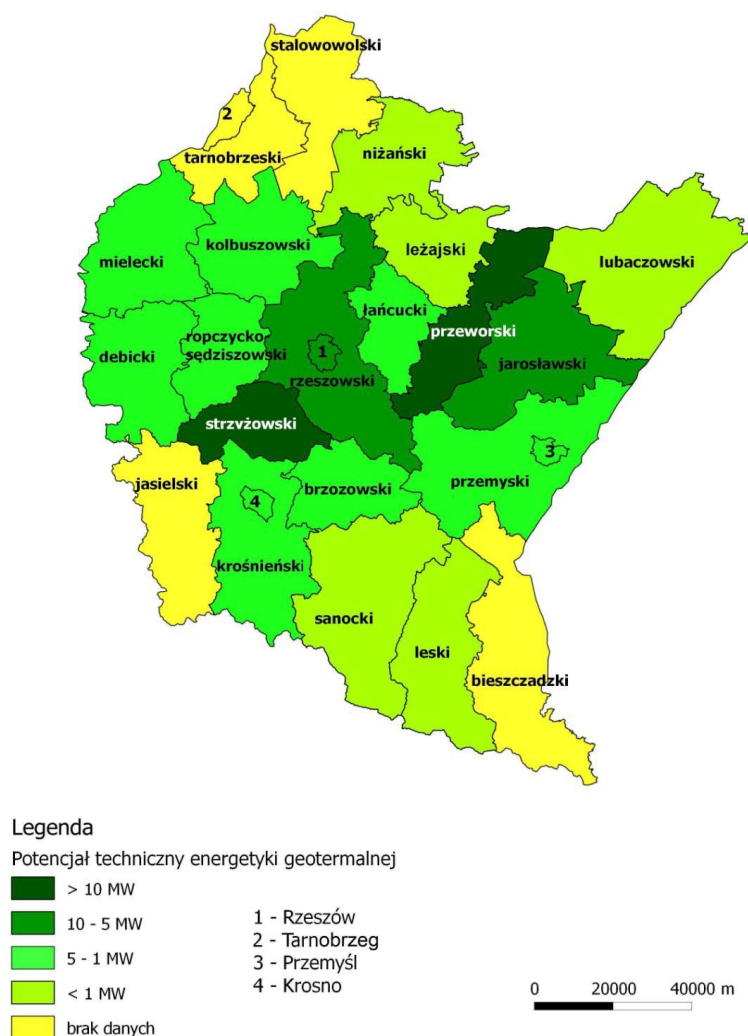 stalowowolski
2
tarnobrzeski
niżański
mielecki
kolbuszowski
leżajski
lubaczowski
łańcucki
przeworski
debicki
ropczycko
sędziszowski
1
rzeszowski
jarosławski
strzyżowski
jasielski
4
brzozowski
przemyski
3
krośnieński
sanocki
leski
bieszczadzki
Legenda
Potencjał techniczny energetyki geotermalnej
> 10 MW
10 - 5 MW
5 - 1 MW
< 1 MW
brak danych
1 - Rzeszów
2 - Tarnobrzeg
3 - Przemyśl
4 - Krosno
0 20000 40000 m